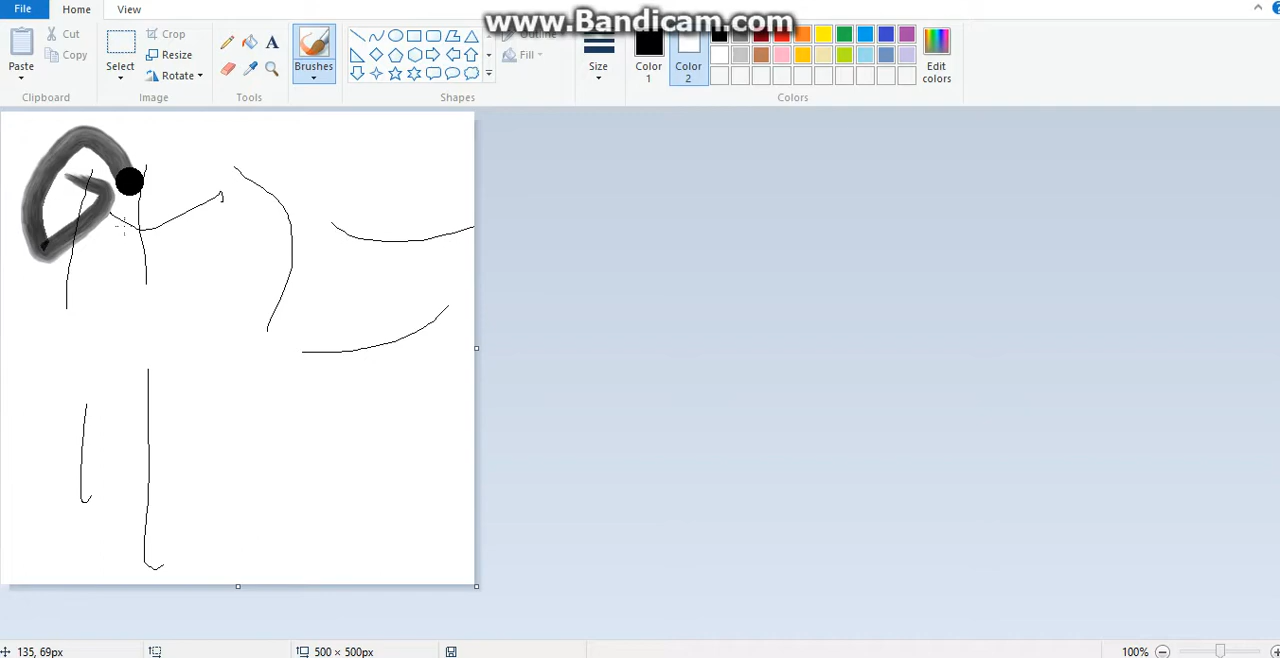 www.Bandicam.com
File Home View
Paste Cut Copy Clipboard
Select Crop Resize Rotate Image
Tools
Brushes
Outline Fill Shapes
Size
Color 1 Color 2 Edit colors Colors
135, 69px 500 × 500px 100%